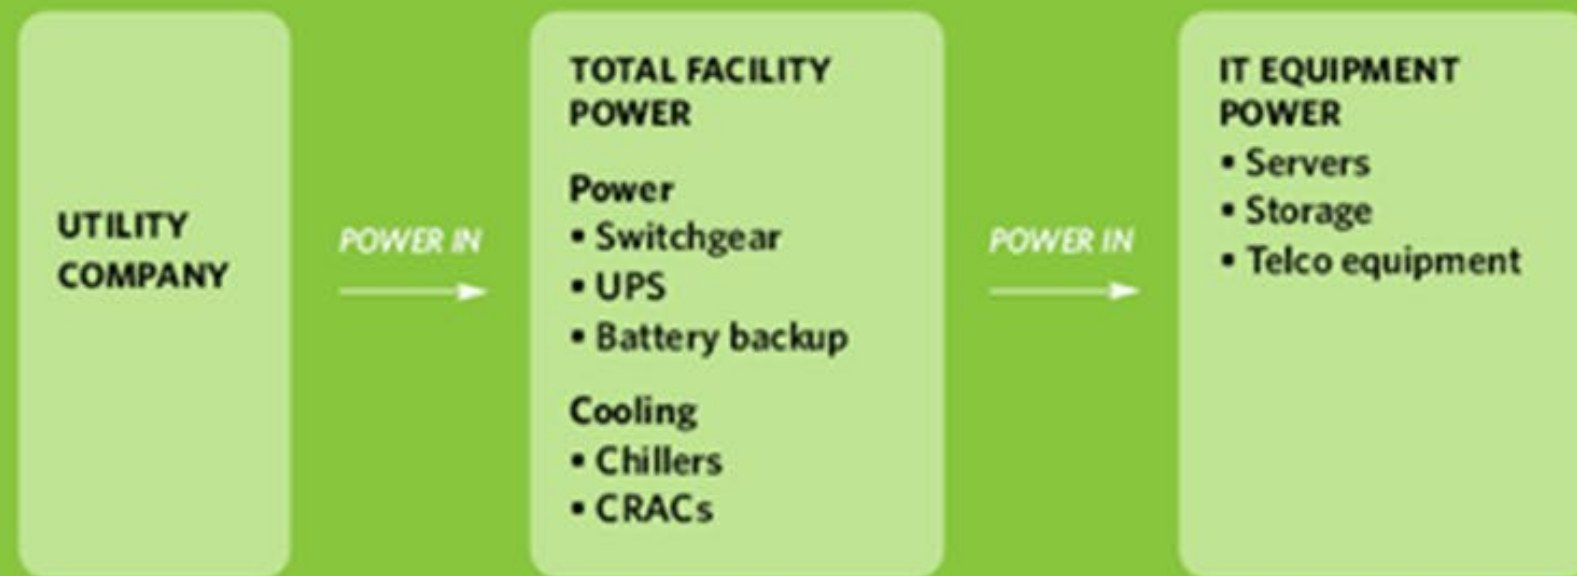 UTILITY
COMPANY
POWER IN
TOTAL FACILITY
POWER
Power
• Switchgear
• UPS
• Battery backup
Cooling
• Chillers
• CRACs
POWER IN
IT EQUIPMENT
POWER
• Servers
• Storage
• Telco equipment